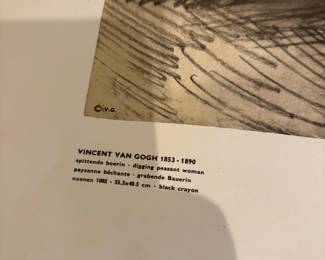 ©V.G.
VINCENT VAN GOGH 1853 - 1890
spittende boerin - digging peasant woman
paysanne bêchante - grabende Bauerin
nuenen 1885 - 55.5x40.5 cm - black crayon